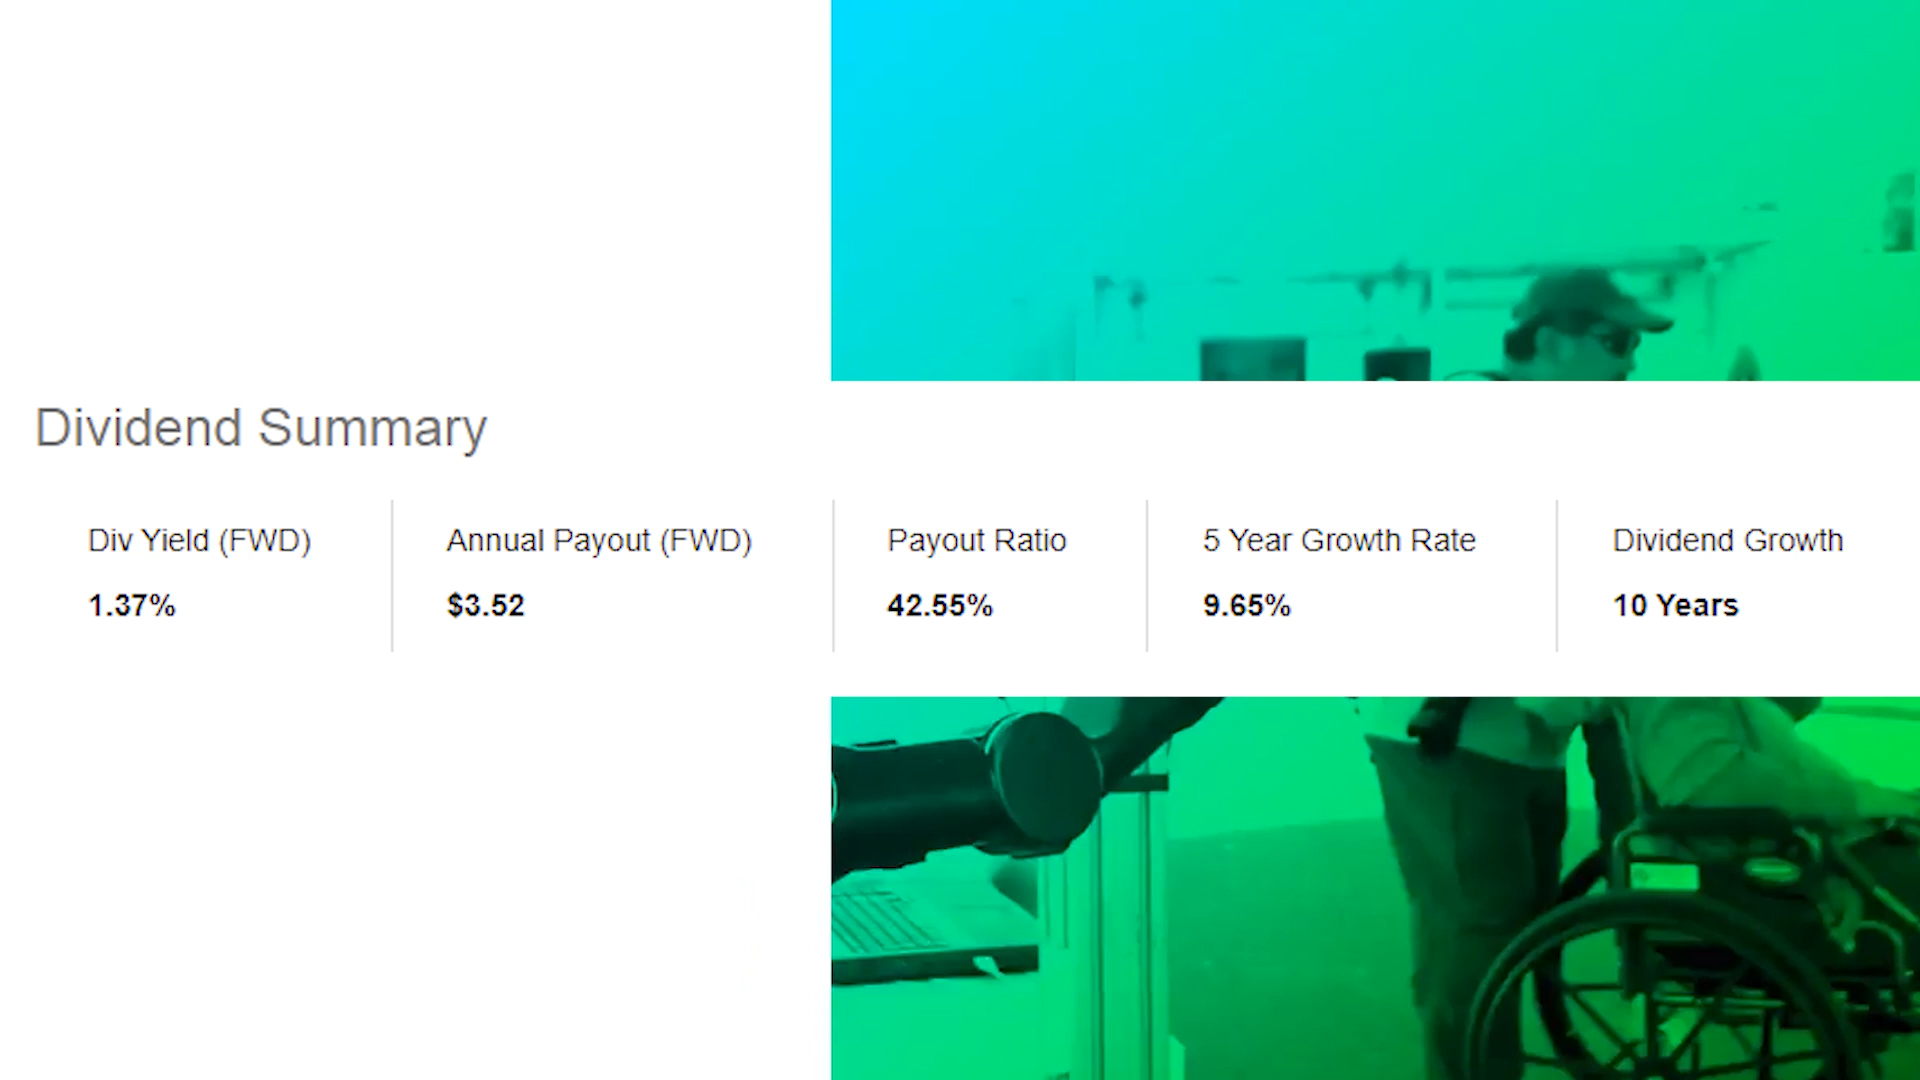 Dividend Summary
Div Yield (FWD) Annual Payout (FWD) Payout Ratio 5 Year Growth Rate Dividend Growth
1.37% $3.52 42.55% 9.65% 10 Years